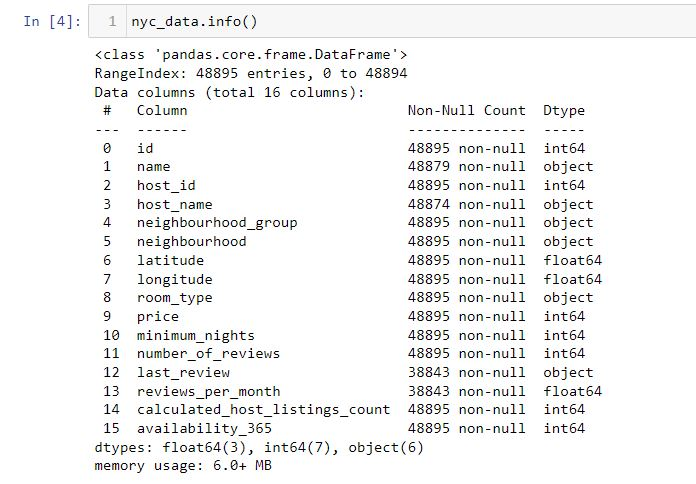 In [4]: 1 nyc_data.info()
<class 'pandas.core.frame.DataFrame'>
RangeIndex: 48895 entries, 0 to 48894
Data columns (total 16 columns):
 #   Column                          Non-Null Count  Dtype
---  ------                          --------------  -----
 0   id                              48895 non-null  int64
 1   name                            48879 non-null  object
 2   host_id                         48895 non-null  int64
 3   host_name                       48874 non-null  object
 4   neighbourhood_group             48895 non-null  object
 5   neighbourhood                   48895 non-null  object
 6   latitude                        48895 non-null  float64
 7   longitude                       48895 non-null  float64
 8   room_type                       48895 non-null  object
 9   price                           48895 non-null  int64
 10  minimum_nights                  48895 non-null  int64
 11  number_of_reviews               48895 non-null  int64
 12  last_review                     38843 non-null  object
 13  reviews_per_month               38843 non-null  float64
 14  calculated_host_listings_count  48895 non-null  int64
 15  availability_365                48895 non-null  int64
dtypes: float64(3), int64(7), object(6)
memory usage: 6.0+ MB